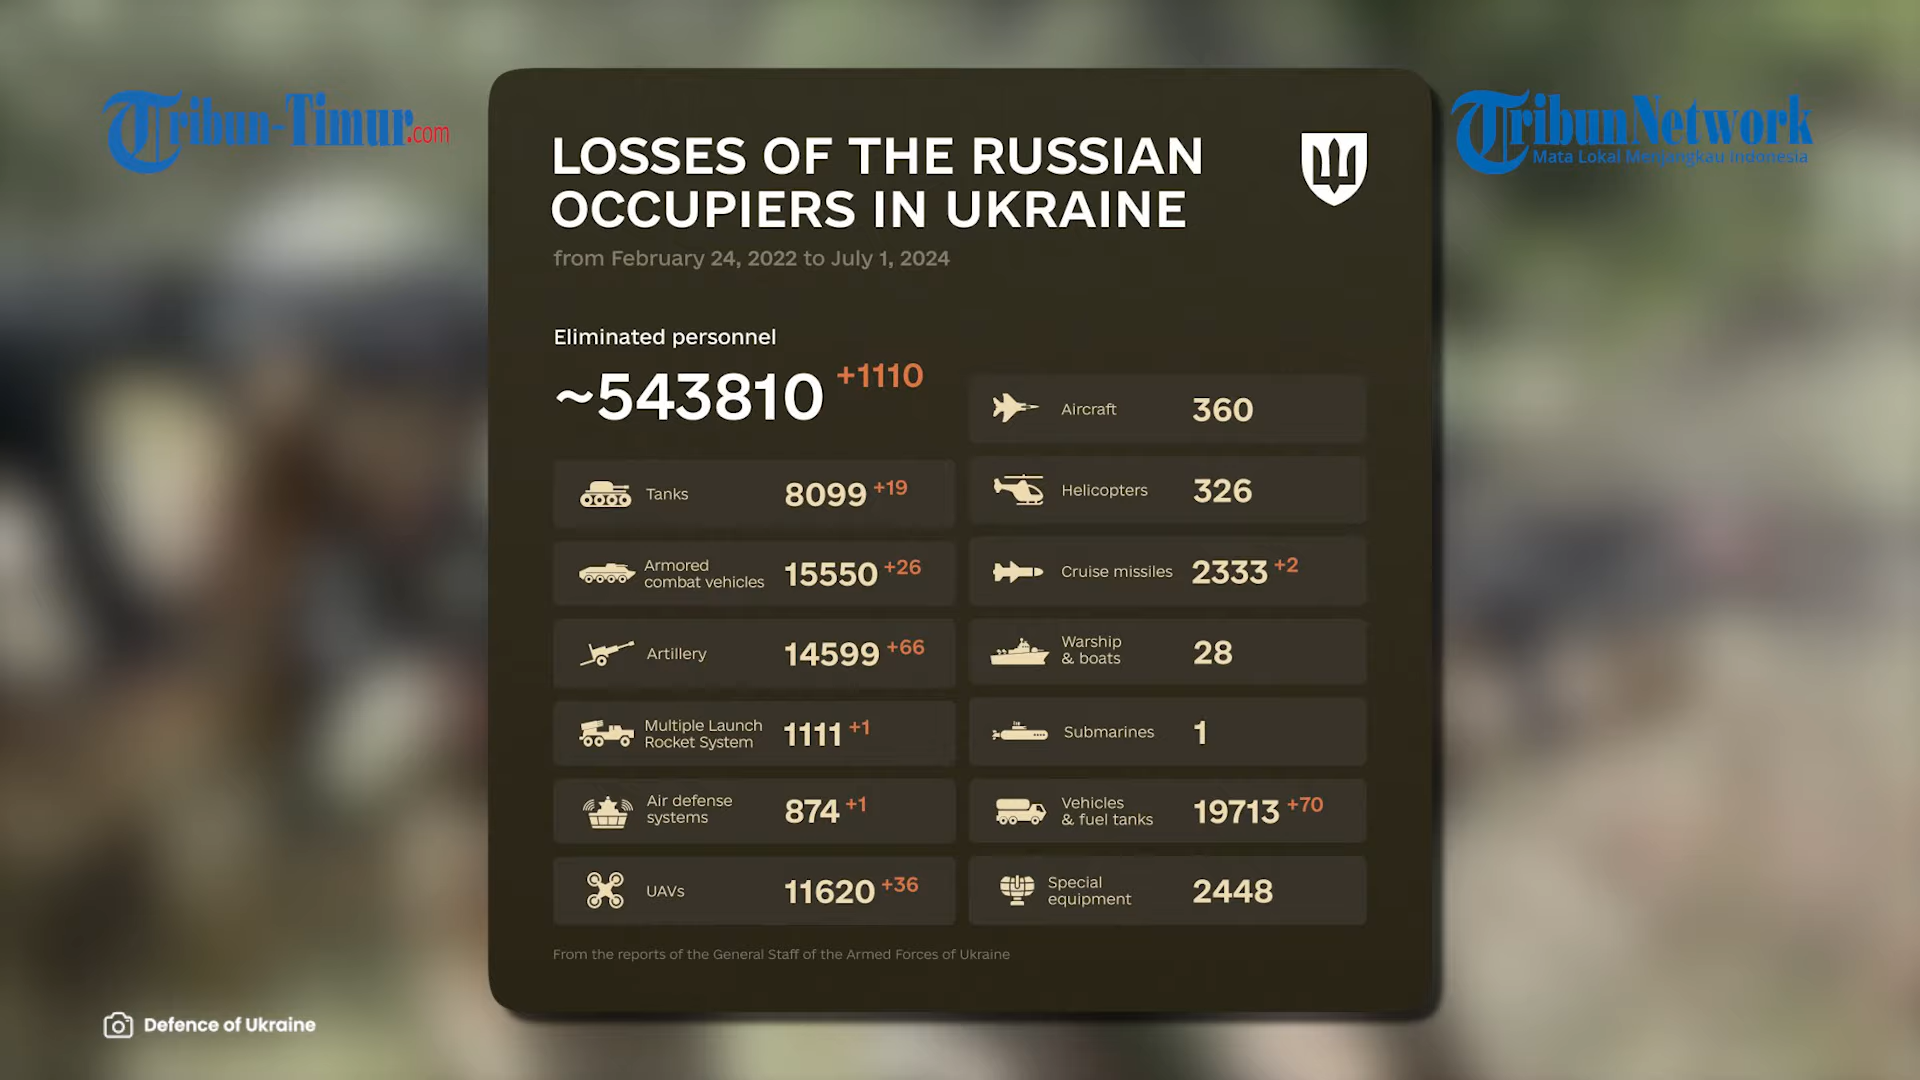 Tribun-Timur.com
TribunNetwork
Mata Lokal Menjangkau Indonesia
LOSSES OF THE RUSSIAN
OCCUPIERS IN UKRAINE
from February 24, 2022 to July 1, 2024
Eliminated personnel
~543810 +1110
Tanks 8099 +19
Armored
combat vehicles 15550 +26
Artillery 14599 +66
Multiple Launch
Rocket System 1111 +1
Air defense
systems 874 +1
UAVs 11620 +36
Aircraft 360
Helicopters 326
Cruise missiles 2333 +2
Warship
& boats 28
Submarines 1
Vehicles
& fuel tanks 19713 +70
Special
equipment 2448
From the reports of the General Staff of the Armed Forces of Ukraine
Defence of Ukraine